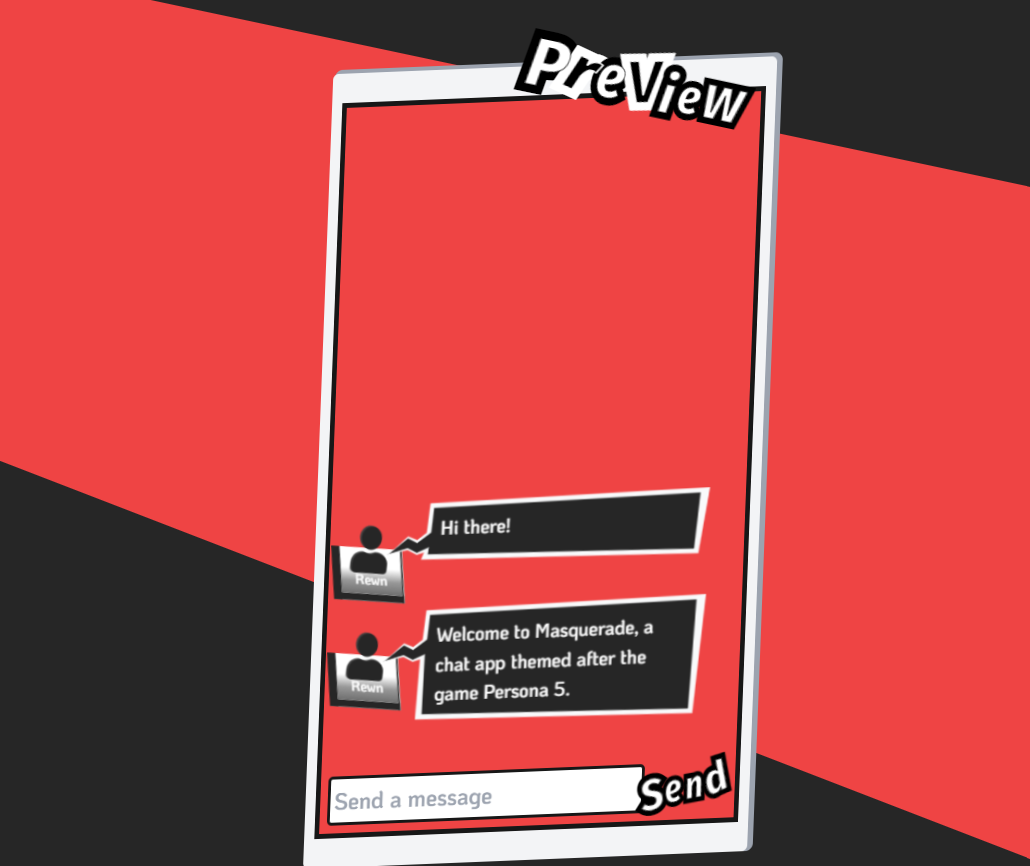 PreView
Hi there!
Rewn
Welcome to Masquerade, a
chat app themed after the
game Persona 5.
Rewn
Send a message
Send